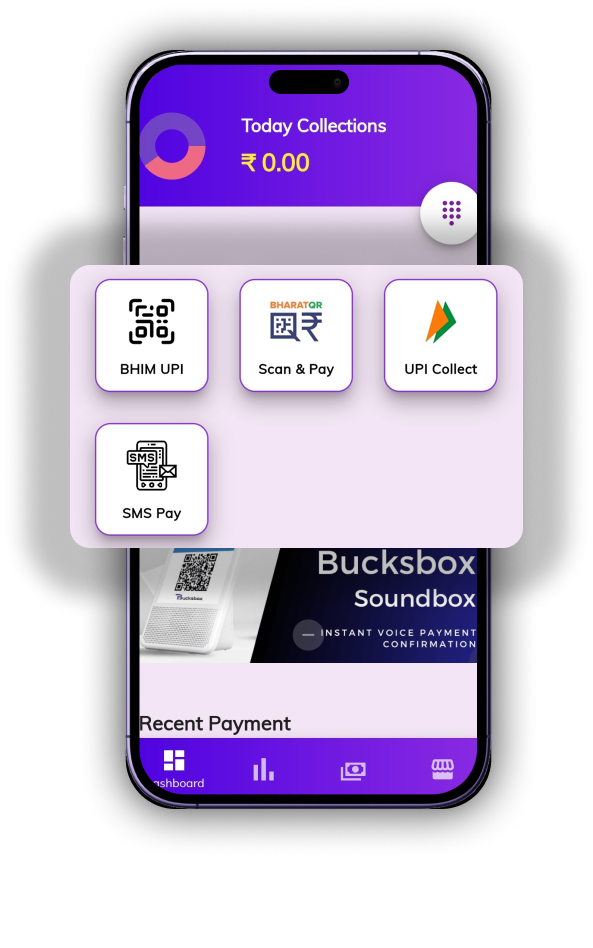 Today Collections
₹ 0.00
BHIM UPI
BHARATQR
Scan & Pay
UPI Collect
SMS
SMS Pay
Bucksbox
Bucksbox
Soundbox
INSTANT VOICE PAYMENT
CONFIRMATION
Recent Payment
ashboard